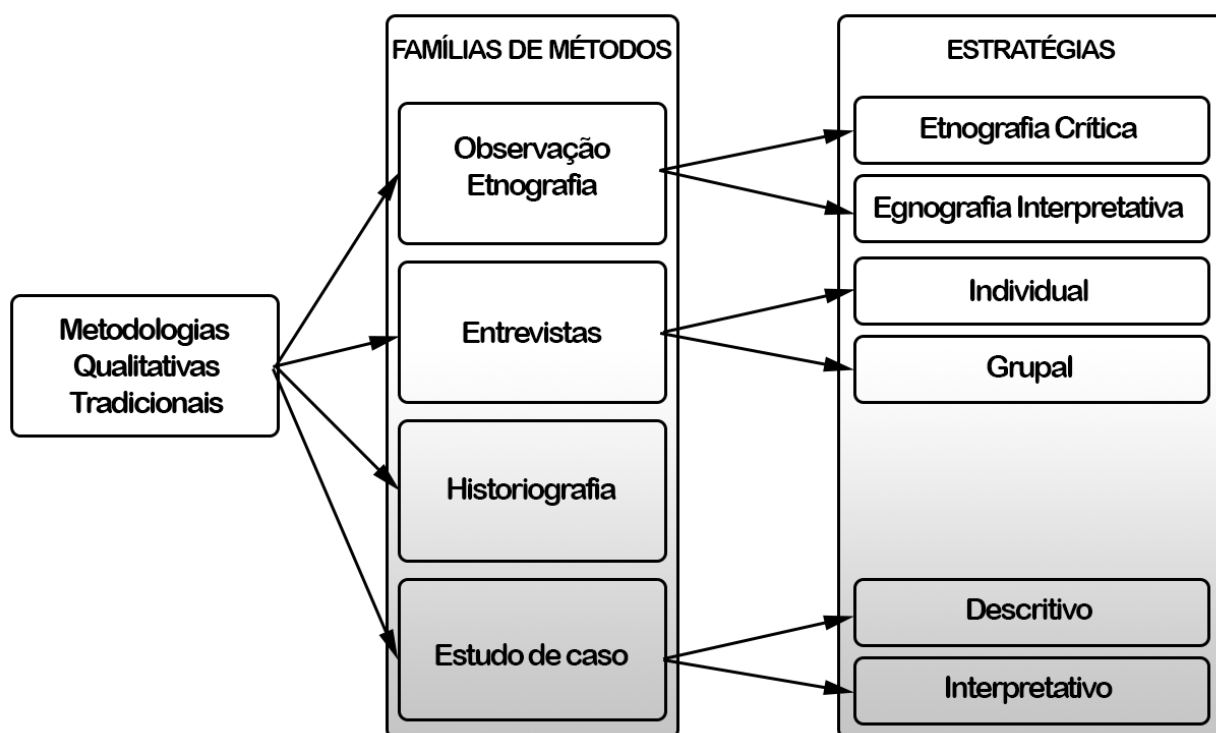 Metodologias
Qualitativas
Tradicionais
FAMÍLIAS DE MÉTODOS
Observação
Etnografia
Entrevistas
Historiografia
Estudo de caso
ESTRATÉGIAS
Etnografia Crítica
Egnografia Interpretativa
Individual
Grupal
Descritivo
Interpretativo